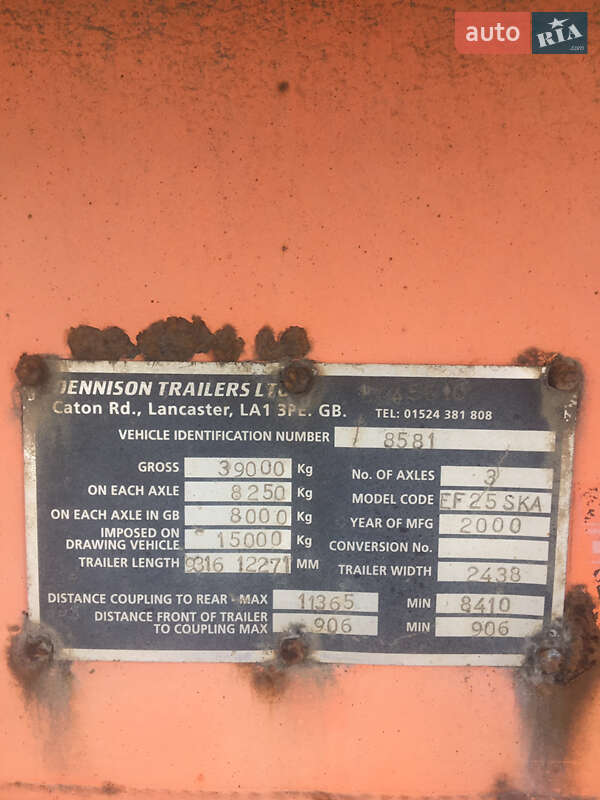 auto RIA .com
DENNISON TRAILERS LTD
Caton Rd., Lancaster, LA1 3PE. GB.
TEL: 01524 381 808
VEHICLE IDENTIFICATION NUMBER 8581
GROSS 39000 Kg
ON EACH AXLE 8250 Kg
ON EACH AXLE IN GB 8000 Kg
IMPOSED ON
DRAWING VEHICLE 15000 Kg
TRAILER LENGTH 9316 12271 MM
No. OF AXLES 3
MODEL CODE EF25SKA
YEAR OF MFG 2000
CONVERSION No.
TRAILER WIDTH 2438
DISTANCE COUPLING TO REAR - MAX 11365 MIN 8410
DISTANCE FRONT OF TRAILER
TO COUPLING MAX 906 MIN 906